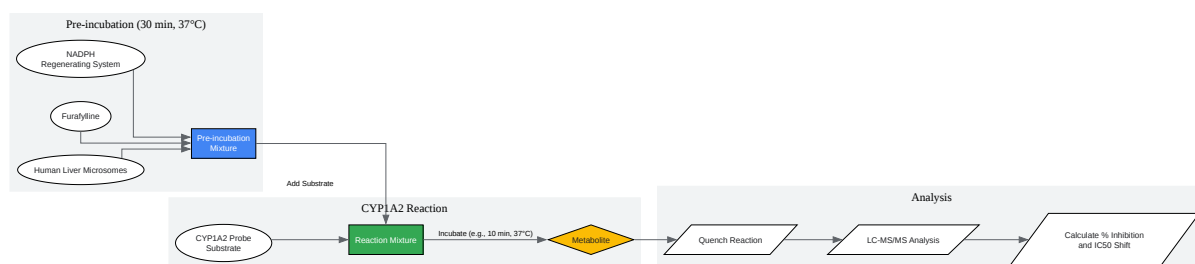 Pre-incubation (30 min, 37°C)
NADPH
Regenerating System
Furafylline
Pre-incubation
Mixture
Human Liver Microsomes
Add Substrate
CYP1A2 Reaction
CYP1A2 Probe
Substrate
Reaction Mixture
Incubate (e.g., 10 min, 37°C)
Metabolite
Analysis
Quench Reaction
LC-MS/MS Analysis
Calculate % Inhibition
and IC50 Shift